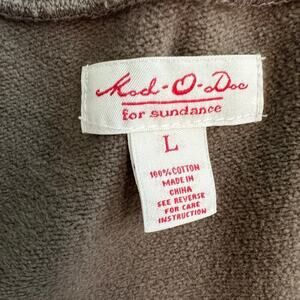 Mod-O-Doc
for sundance
L
100% COTTON
MADE IN
CHINA
SEE REVERSE
FOR CARE
INSTRUCTION